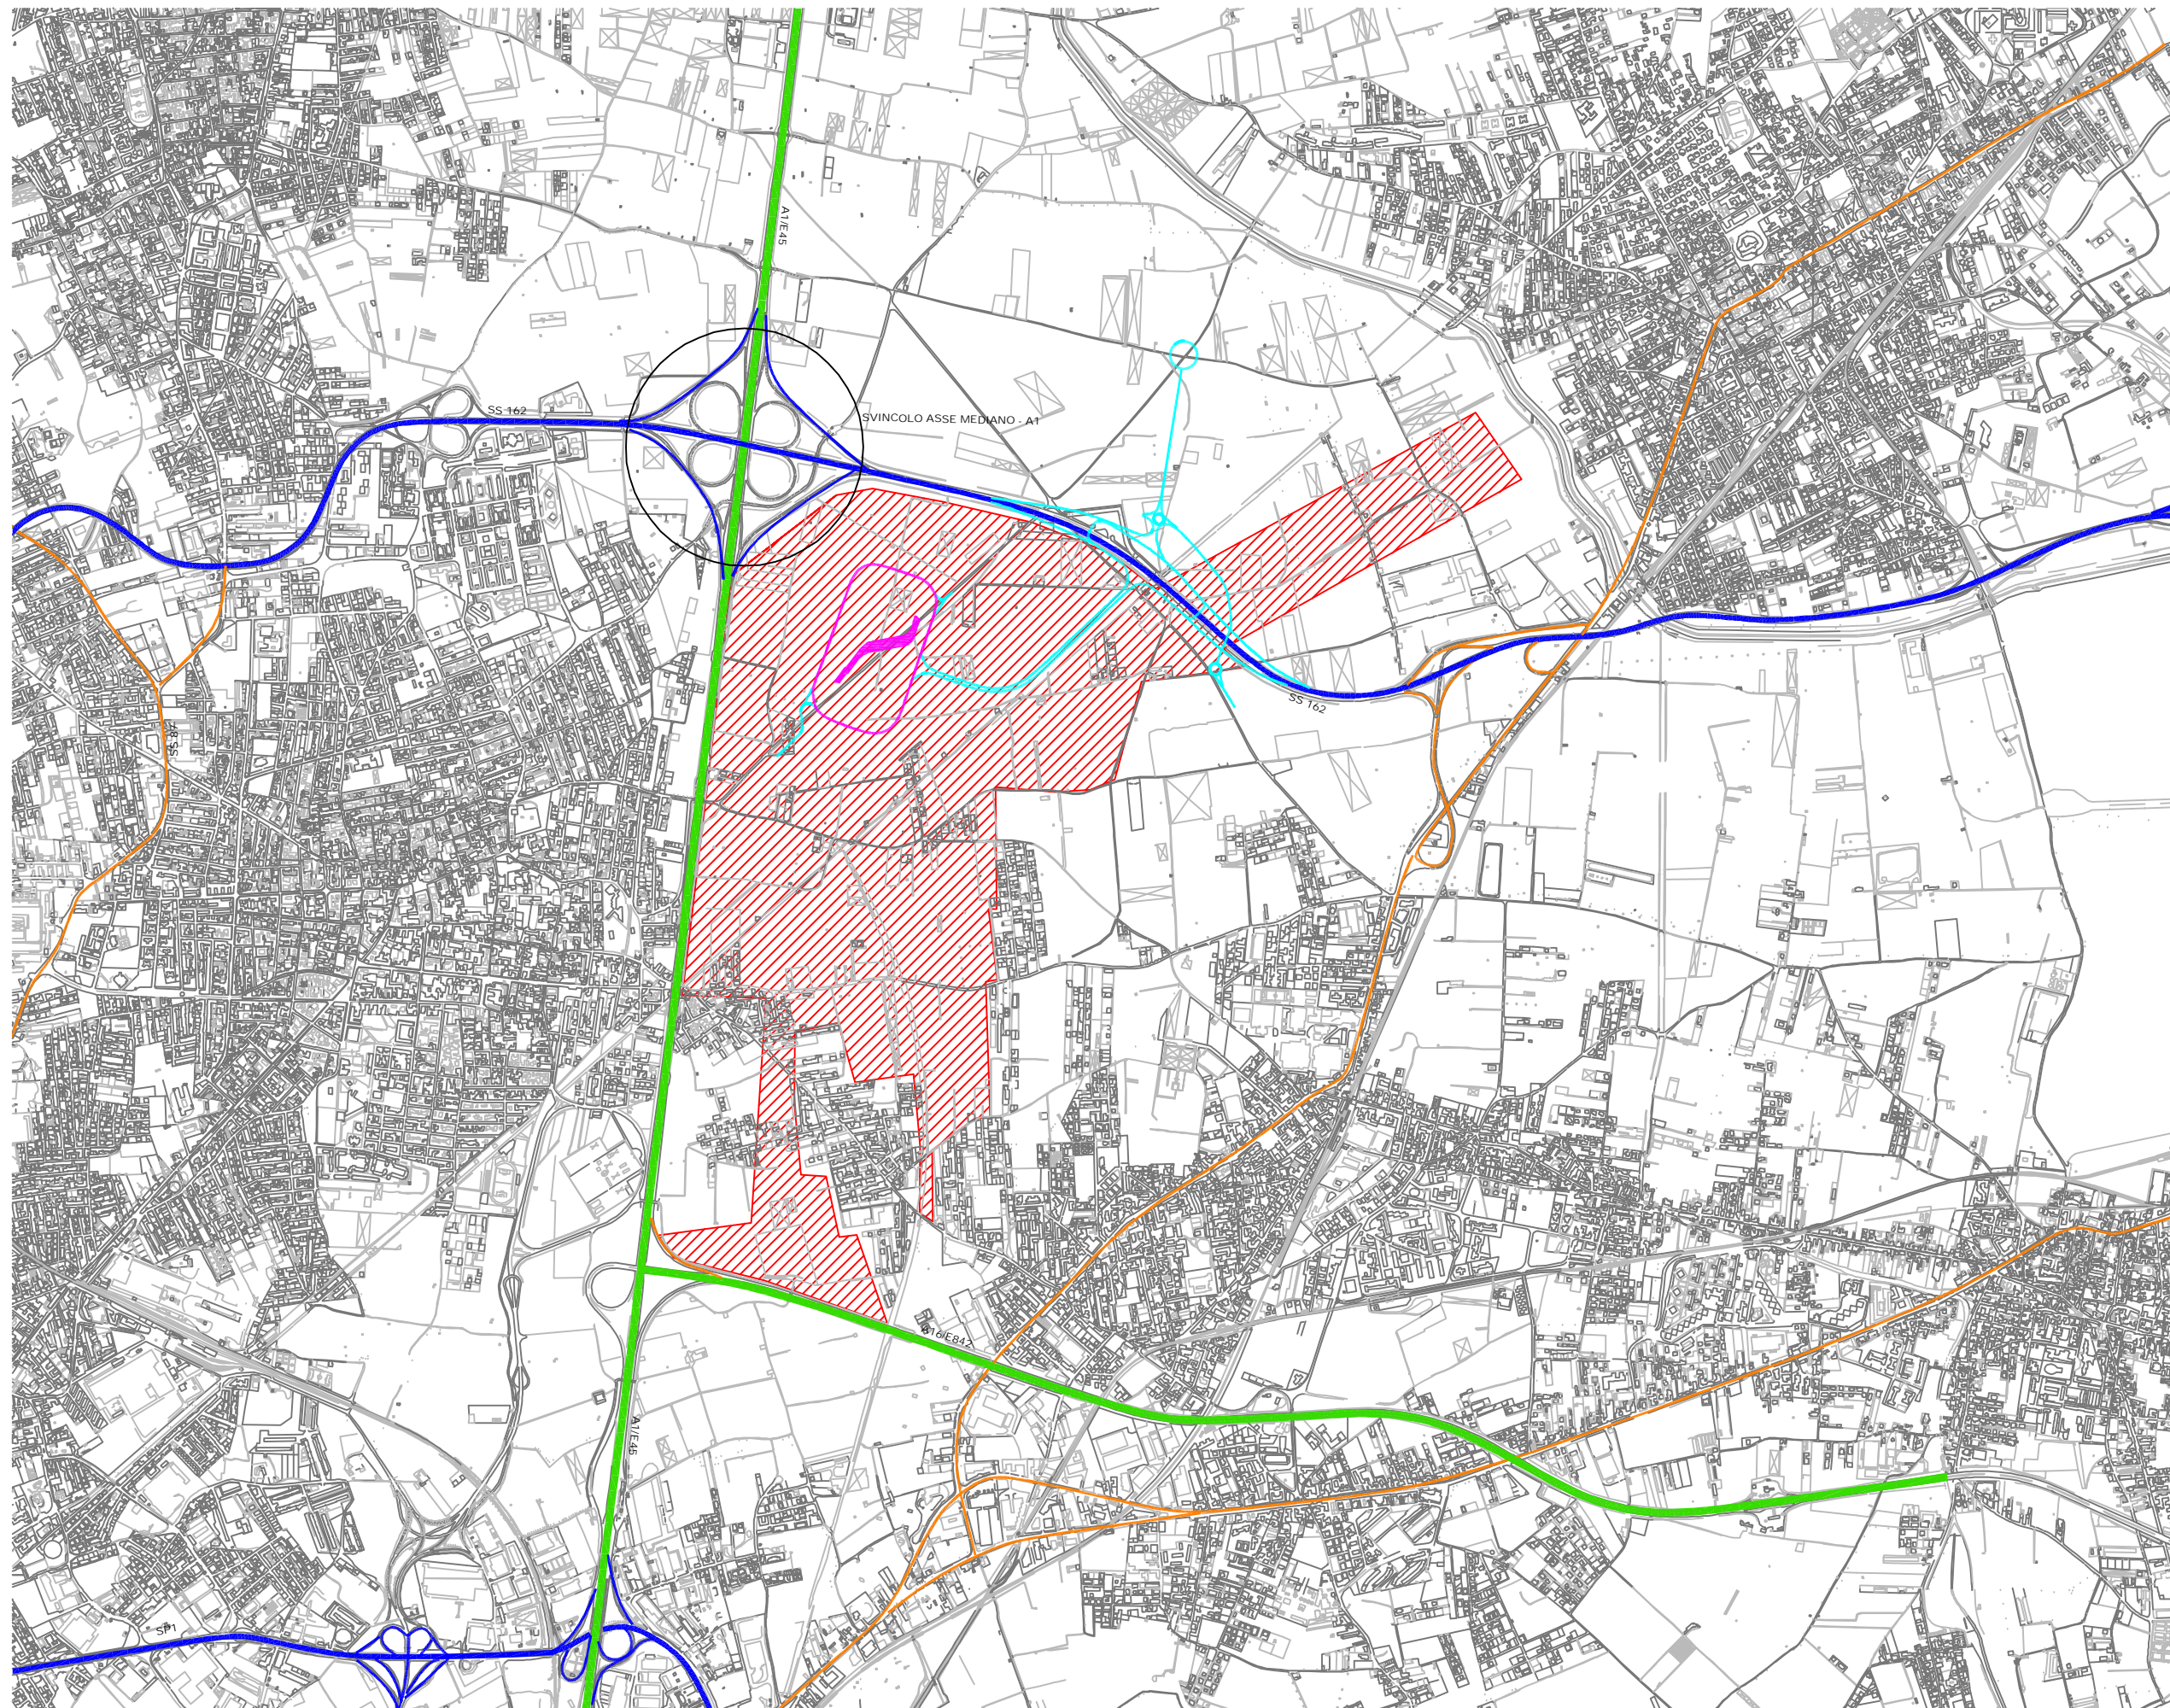 A1/E45
SS 162
SVINCOLO ASSE MEDIANO - A1
SS 162
SS 87
A16/E842
A1/E45
SP1